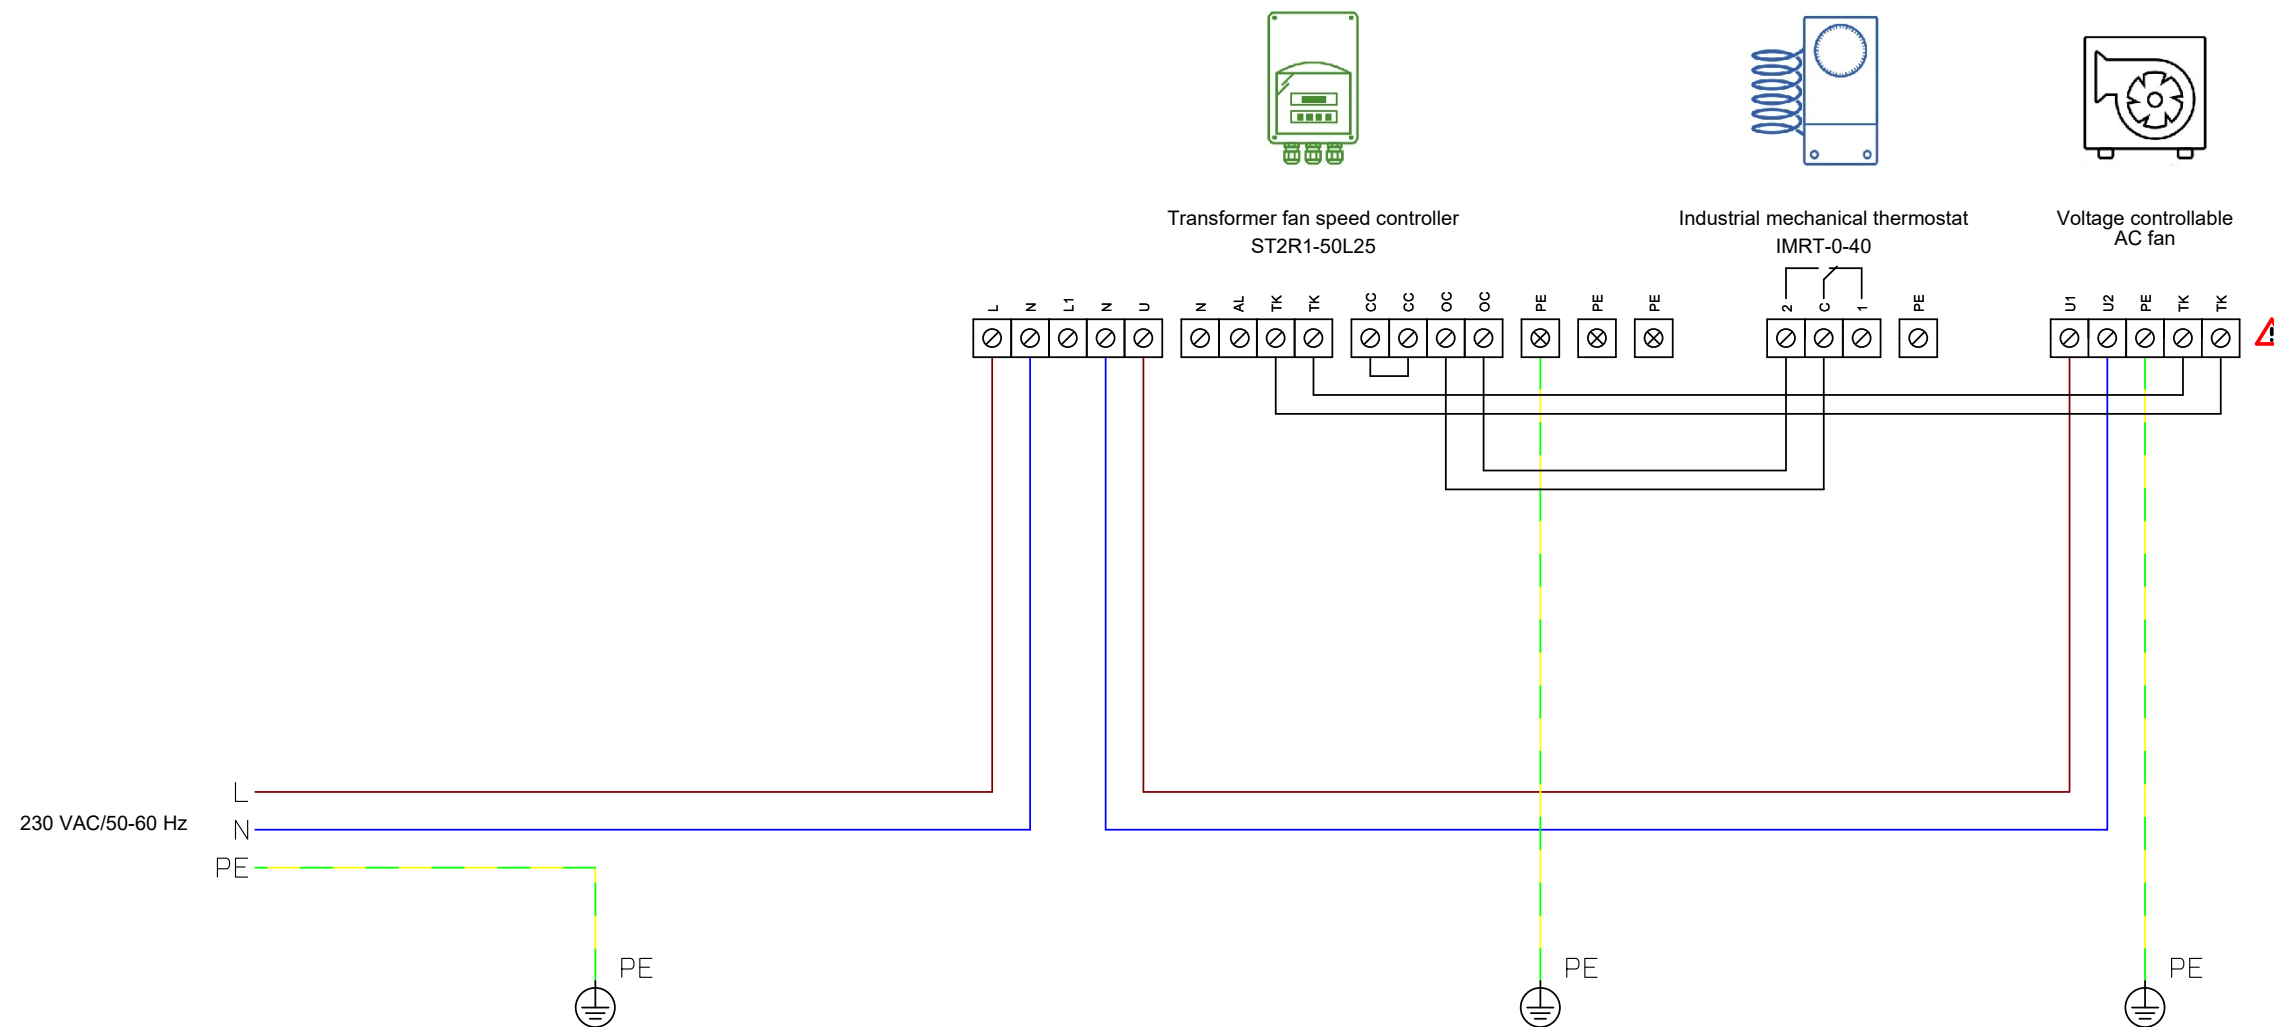 Transformer fan speed controller
ST2R1-50L25
Industrial mechanical thermostat
IMRT-0-40
Voltage controllable
AC fan
L N L1 N U N AL TK TK CC CC OC OC PE PE PE 2 C 1 PE U1 U2 PE TK TK
L
230 VAC/50-60 Hz
N
PE
PE
PE
PE